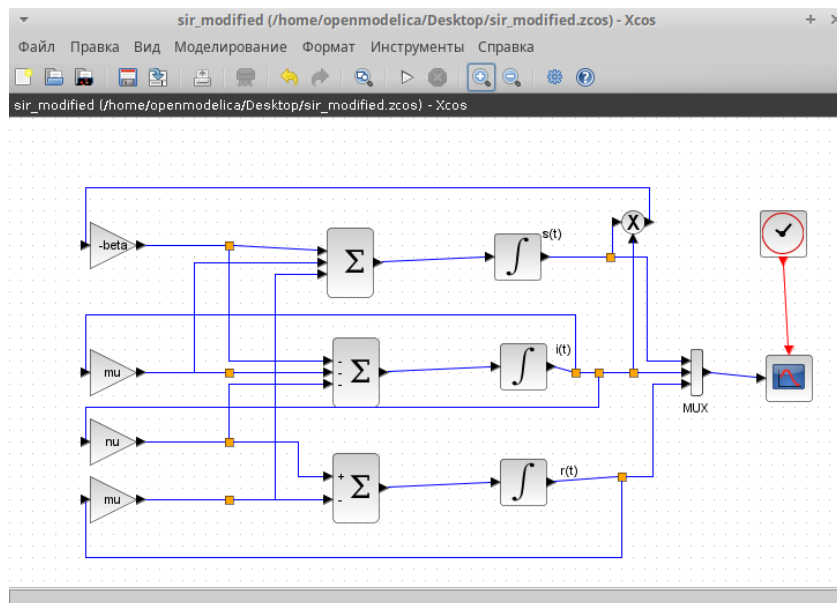 sir_modified (/home/openmodelica/Desktop/sir_modified.zcos) - Xcos
Файл Правка Вид Моделирование Формат Инструменты Справка
sir_modified (/home/openmodelica/Desktop/sir_modified.zcos) - Xcos
-beta
Σ
∫
s(t)
X
mu
- - -
Σ
∫
i(t)
MUX
nu
mu
+ -
Σ
∫
r(t)